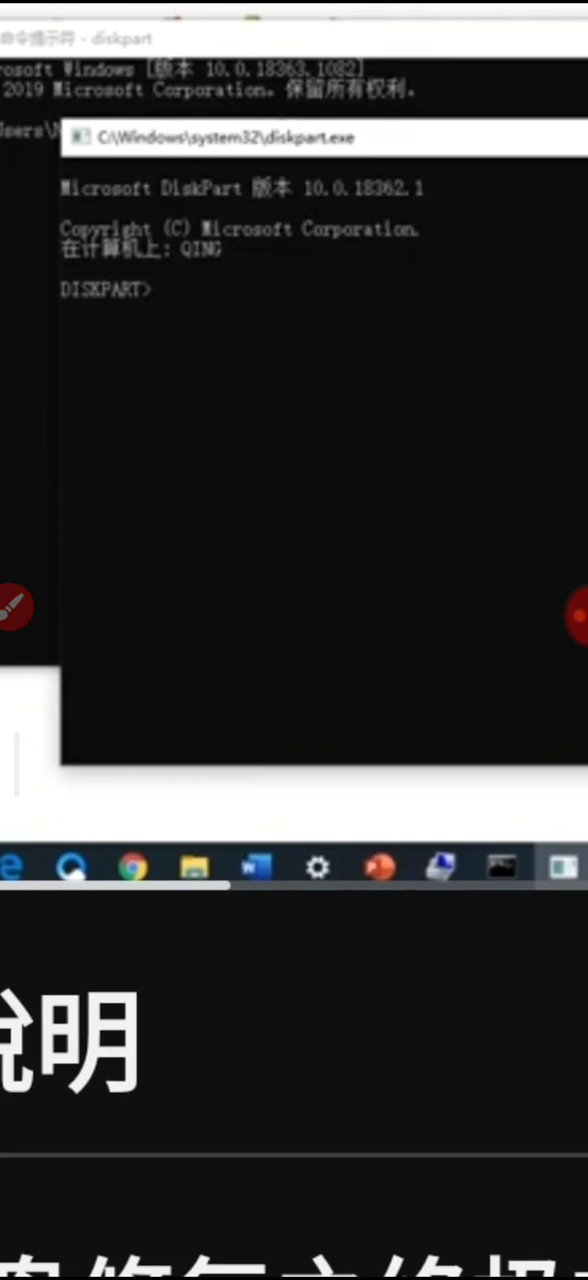 命令提示符 - diskpart
rosoft Windows [版本 10.0.18363.1082]
2019 Microsoft Corporation。保留所有权利。
Users\N
C:\Windows\system32\diskpart.exe
Microsoft DiskPart 版本 10.0.18362.1
Copyright (C) Microsoft Corporation.
在计算机上: QING
DISKPART>
說明